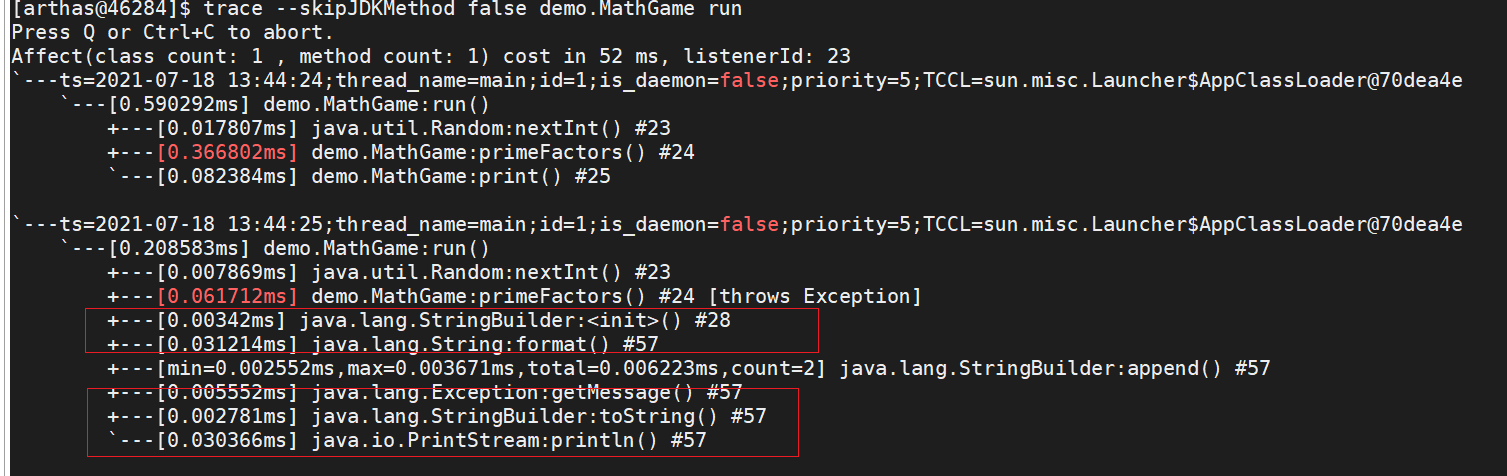 [arthas@46284]$ trace --skipJDKMethod false demo.MathGame run
Press Q or Ctrl+C to abort.
Affect(class count: 1 , method count: 1) cost in 52 ms, listenerId: 23
`---ts=2021-07-18 13:44:24;thread_name=main;id=1;is_daemon=false;priority=5;TCCL=sun.misc.Launcher$AppClassLoader@70dea4e
    `---[0.590292ms] demo.MathGame:run()
        +---[0.017807ms] java.util.Random:nextInt() #23
        +---[0.366802ms] demo.MathGame:primeFactors() #24
        `---[0.082384ms] demo.MathGame:print() #25
`---ts=2021-07-18 13:44:25;thread_name=main;id=1;is_daemon=false;priority=5;TCCL=sun.misc.Launcher$AppClassLoader@70dea4e
    `---[0.208583ms] demo.MathGame:run()
        +---[0.007869ms] java.util.Random:nextInt() #23
        +---[0.061712ms] demo.MathGame:primeFactors() #24 [throws Exception]
        +---[0.00342ms] java.lang.StringBuilder:<init>() #28
        +---[0.031214ms] java.lang.String:format() #57
        +---[min=0.002552ms,max=0.003671ms,total=0.006223ms,count=2] java.lang.StringBuilder:append() #57
        +---[0.005552ms] java.lang.Exception:getMessage() #57
        +---[0.002781ms] java.lang.StringBuilder:toString() #57
        `---[0.030366ms] java.io.PrintStream:println() #57